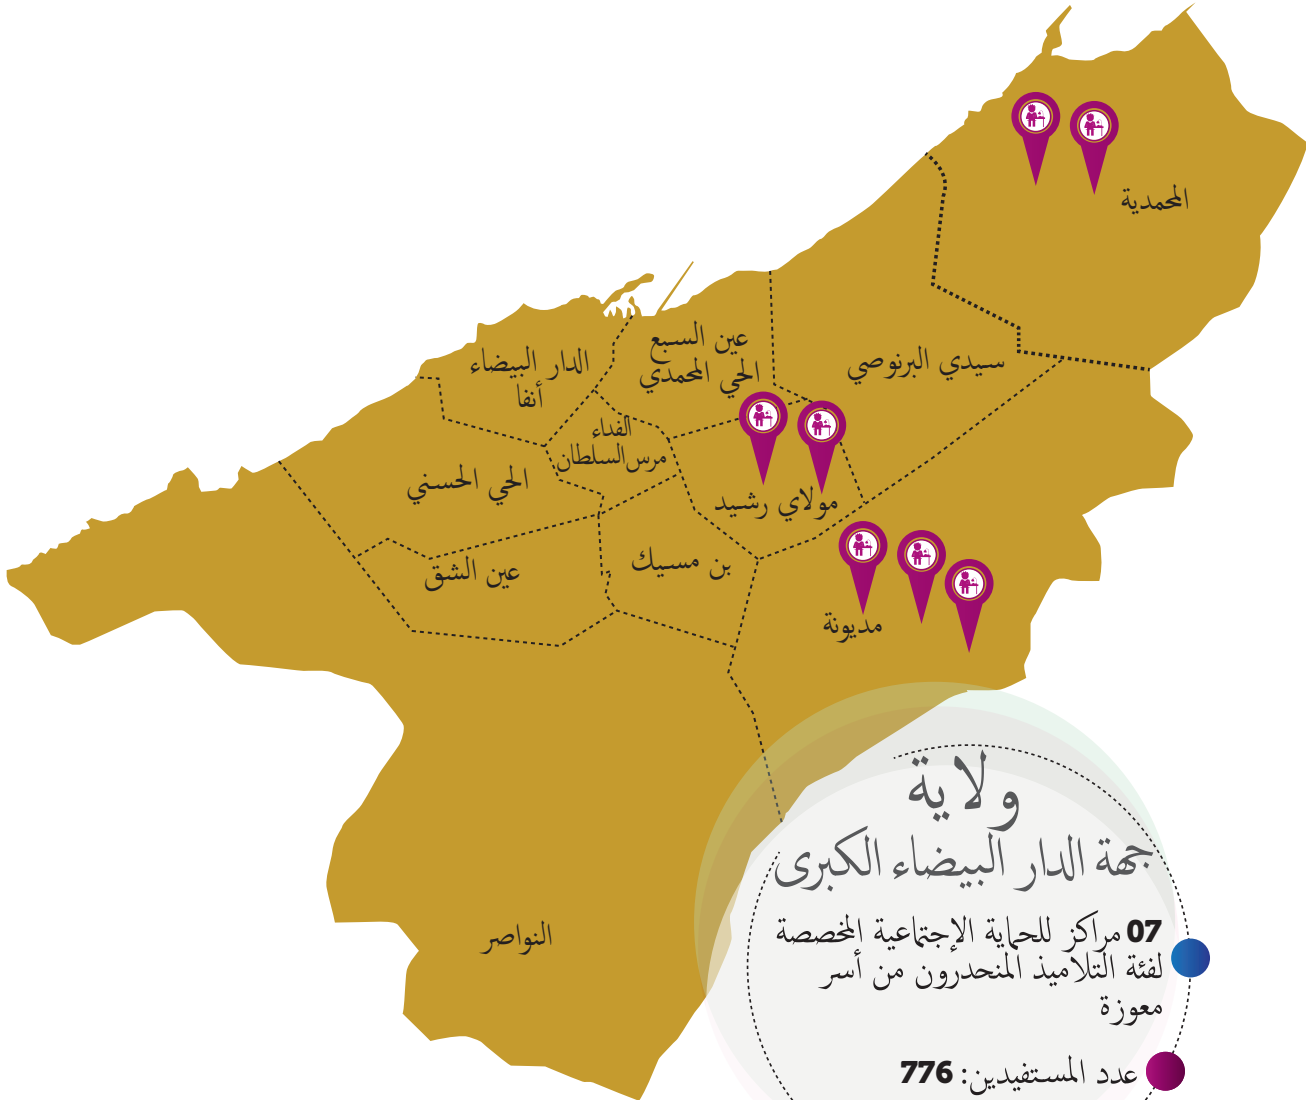 المحمدية
عين السبع
الحي المحمدي
سيدي البرنوصي
الدار البيضاء
أنفا
الفداء
مرس السلطان
الحي الحسني
مولاي رشيد
عين الشق
بن مسيك
مديونة
النواصر
ولاية
جهة الدار البيضاء الكبرى
07 مراكز للحماية الإجتماعية المخصصة
لفئة التلاميذ المنحدرون من أسر
معوزة
عدد المستفيدين: 776